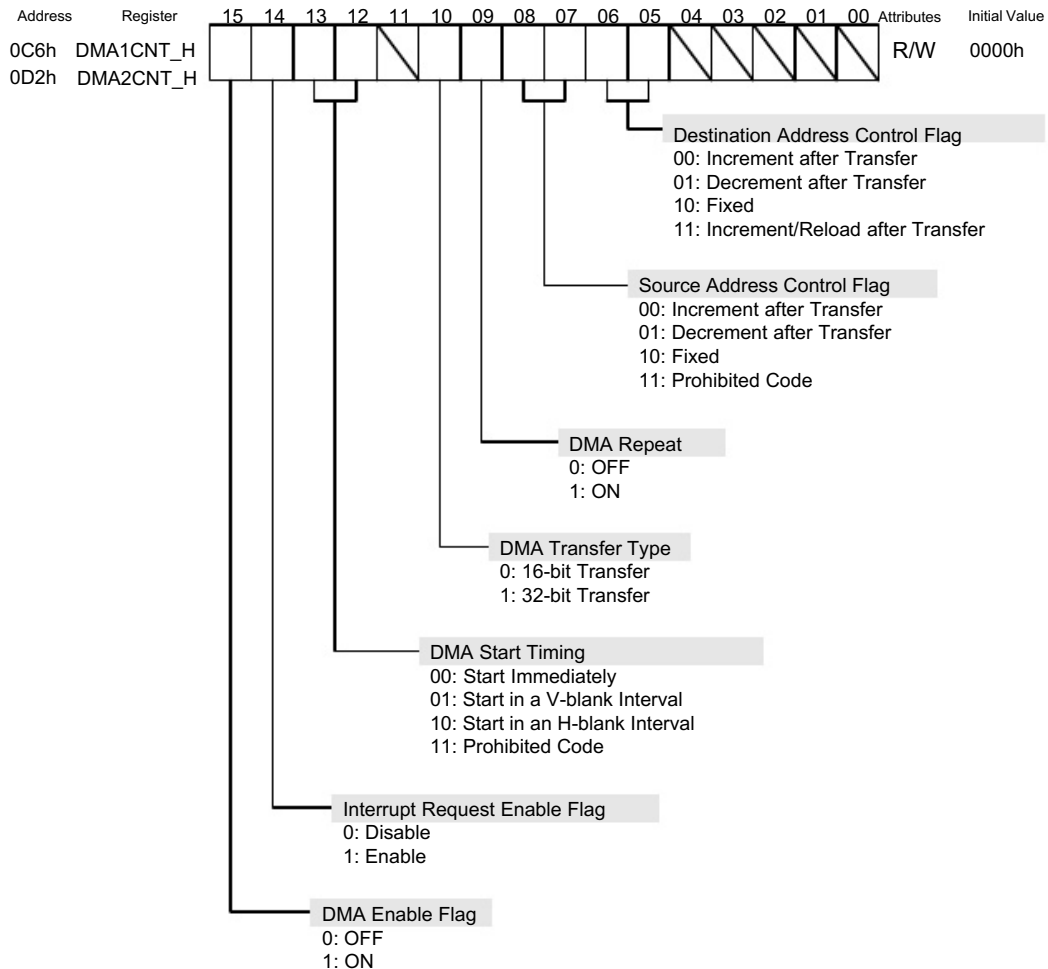 Address Register 15 14 13 12 11 10 09 08 07 06 05 04 03 02 01 00 Attributes Initial Value
0C6h DMA1CNT_H R/W 0000h
0D2h DMA2CNT_H
Destination Address Control Flag
00: Increment after Transfer
01: Decrement after Transfer
10: Fixed
11: Increment/Reload after Transfer
Source Address Control Flag
00: Increment after Transfer
01: Decrement after Transfer
10: Fixed
11: Prohibited Code
DMA Repeat
0: OFF
1: ON
DMA Transfer Type
0: 16-bit Transfer
1: 32-bit Transfer
DMA Start Timing
00: Start Immediately
01: Start in a V-blank Interval
10: Start in an H-blank Interval
11: Prohibited Code
Interrupt Request Enable Flag
0: Disable
1: Enable
DMA Enable Flag
0: OFF
1: ON